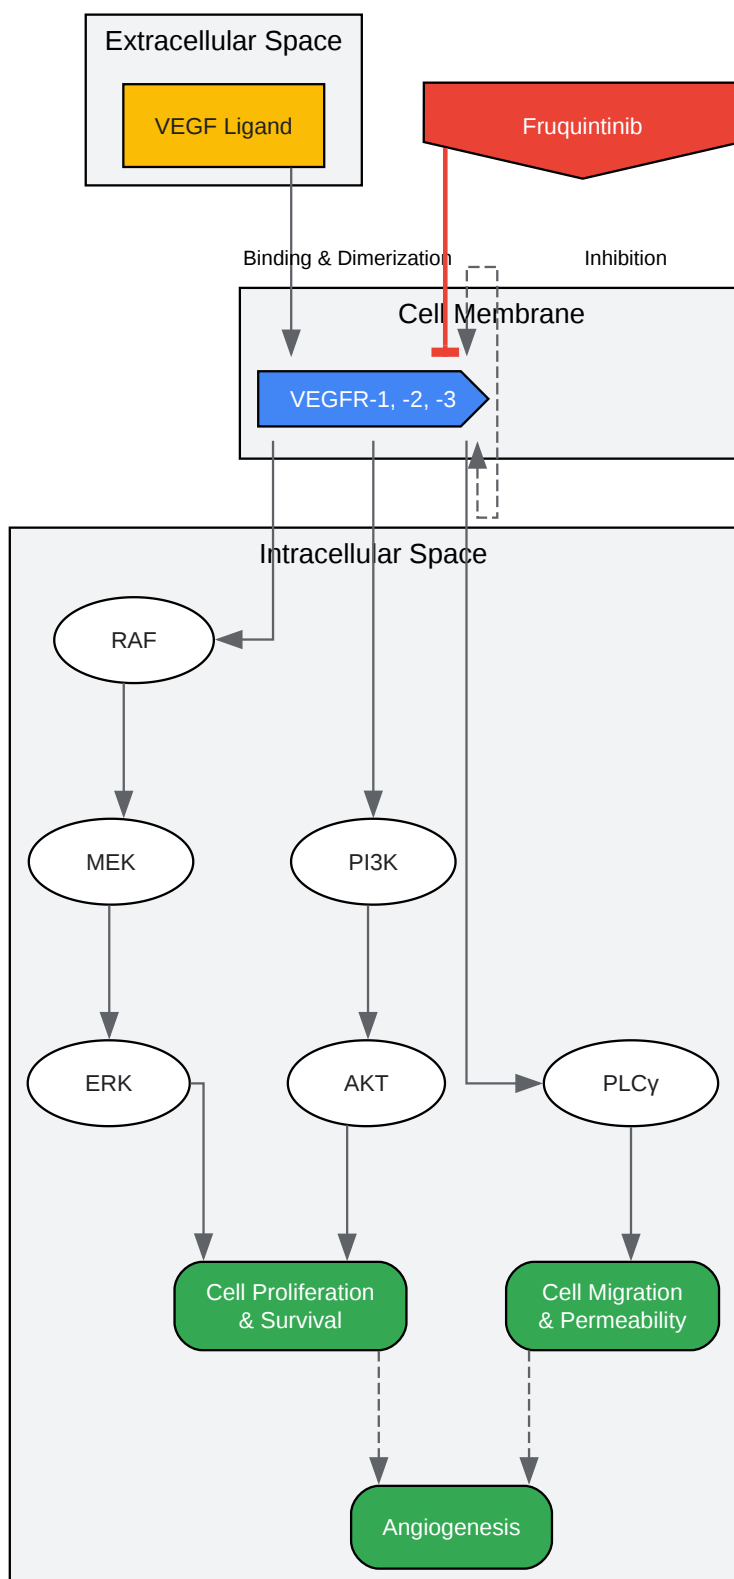 Extracellular Space
VEGF Ligand
Fruquintinib
Binding & Dimerization
Inhibition
Cell Membrane
VEGFR-1, -2, -3
Intracellular Space
RAF
MEK
PI3K
ERK
AKT
PLCγ
Cell Proliferation
& Survival
Cell Migration
& Permeability
Angiogenesis